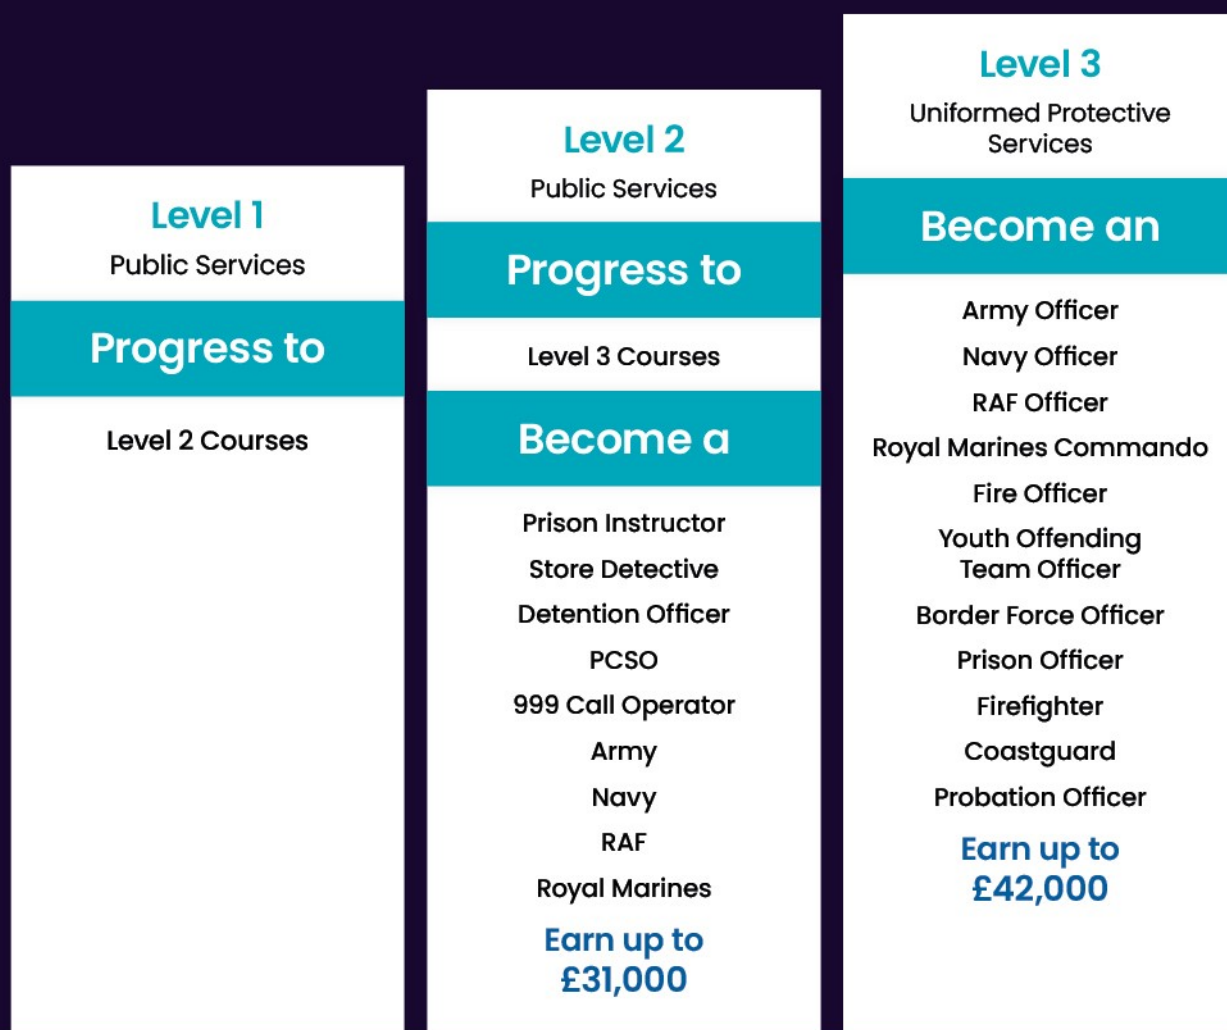 Level 1
Public Services
Progress to
Level 2 Courses
Level 2
Public Services
Progress to
Level 3 Courses
Become a
Prison Instructor
Store Detective
Detention Officer
PCSO
999 Call Operator
Army
Navy
RAF
Royal Marines
Earn up to
£31,000
Level 3
Uniformed Protective
Services
Become an
Army Officer
Navy Officer
RAF Officer
Royal Marines Commando
Fire Officer
Youth Offending
Team Officer
Border Force Officer
Prison Officer
Firefighter
Coastguard
Probation Officer
Earn up to
£42,000